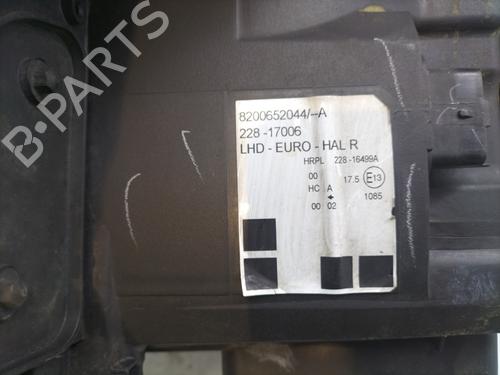 8200652044/--A
228 -17006
LHD - EURO - HAL R
HRPL 228 -16499A
00 17.5 E13
HC A 1085
00 02
B-PARTS